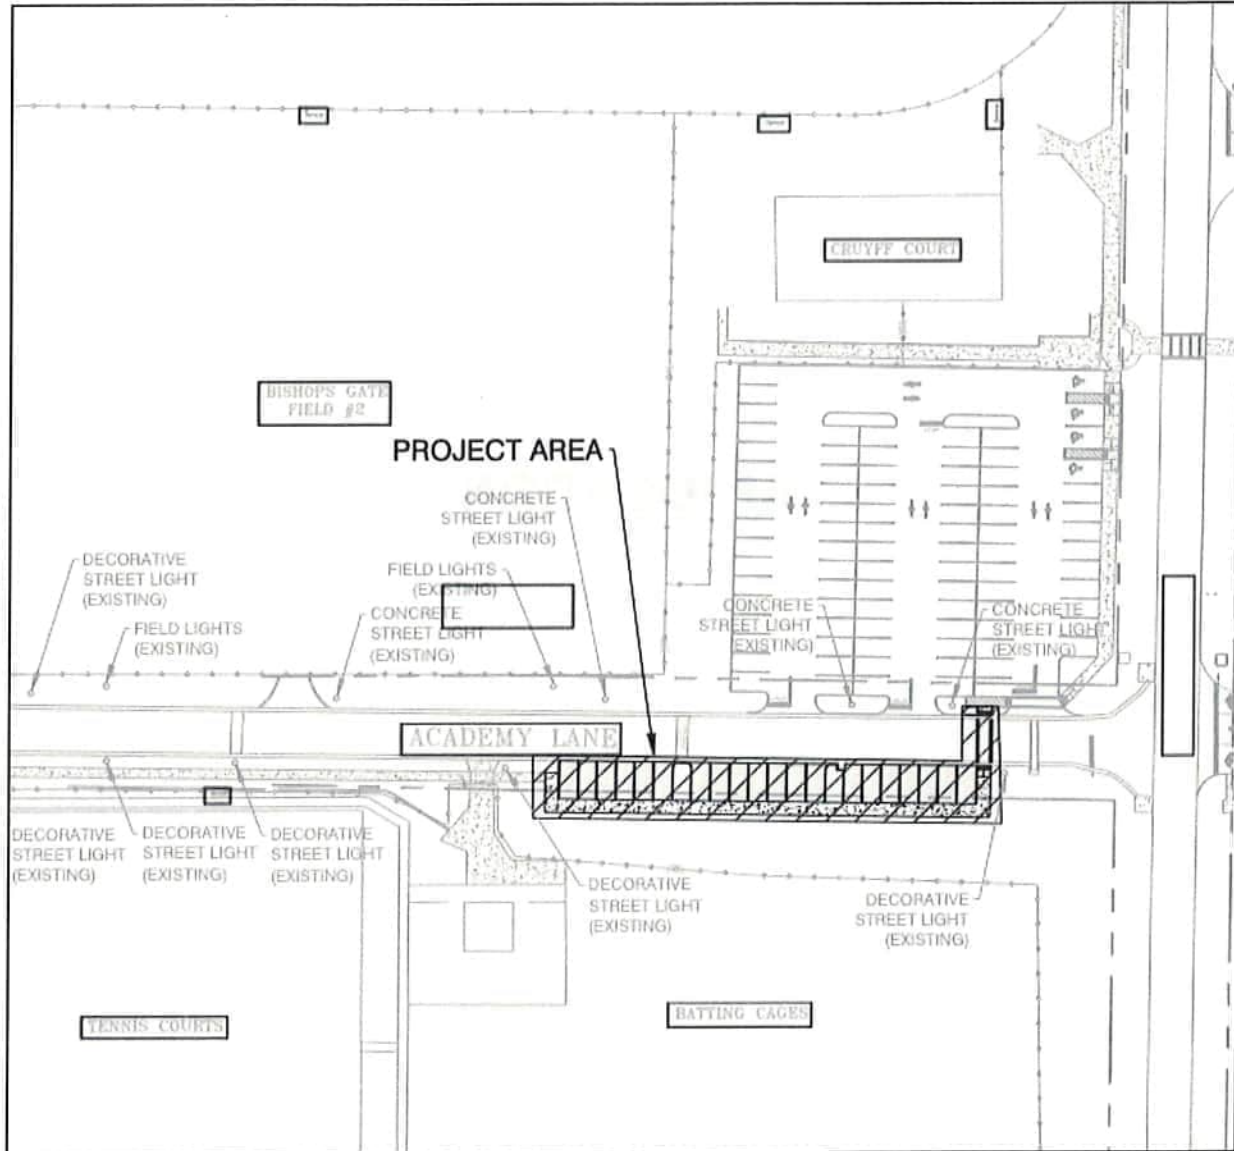 CRUYFF COURT
BISHOPS GATE
FIELD #2
PROJECT AREA
CONCRETE
STREET LIGHT
(EXISTING)
DECORATIVE
STREET LIGHT
(EXISTING)
FIELD LIGHTS
(EXISTING)
FIELD LIGHTS
(EXISTING)
CONCRETE
STREET LIGHT
(EXISTING)
CONCRETE
STREET LIGHT
(EXISTING)
CONCRETE
STREET LIGHT
(EXISTING)
ACADEMY LANE
DECORATIVE
STREET LIGHT
(EXISTING)
DECORATIVE
STREET LIGHT
(EXISTING)
DECORATIVE
STREET LIGHT
(EXISTING)
DECORATIVE
STREET LIGHT
(EXISTING)
DECORATIVE
STREET LIGHT
(EXISTING)
TENNIS COURTS
BATTING CAGES